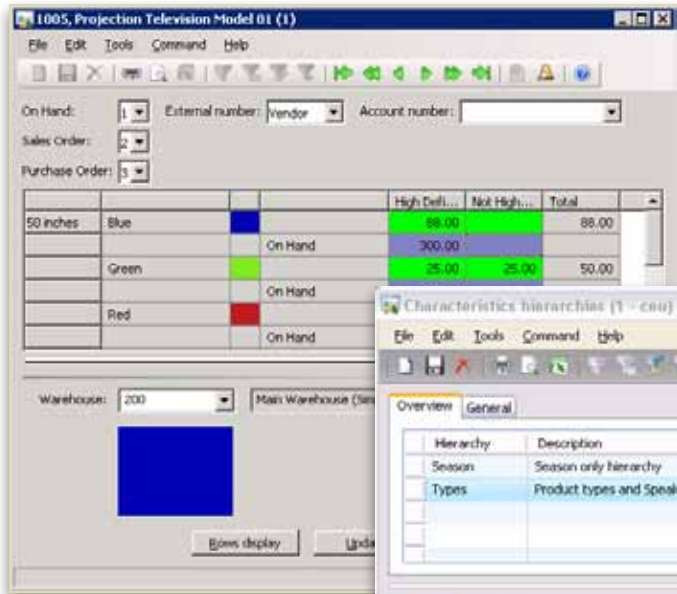 1005, Projection Television Model 01 (1)
File Edit Tools Command Help
On Hand: 1 External number: Vendor Account number:
Sales Order: 2
Purchase Order: 3
High Defi... Not High... Total
50 inches Blue 88.00 88.00
On Hand 300.00
Green 25.00 25.00 50.00
On Hand
Red
On Hand
Warehouse: 200 Main Warehouse
Rows display
Characteristics hierarchies (1 -
File Edit Tools Command Help
Overview General
Hierarchy Description
Season Season only hierarchy
Types Product types and